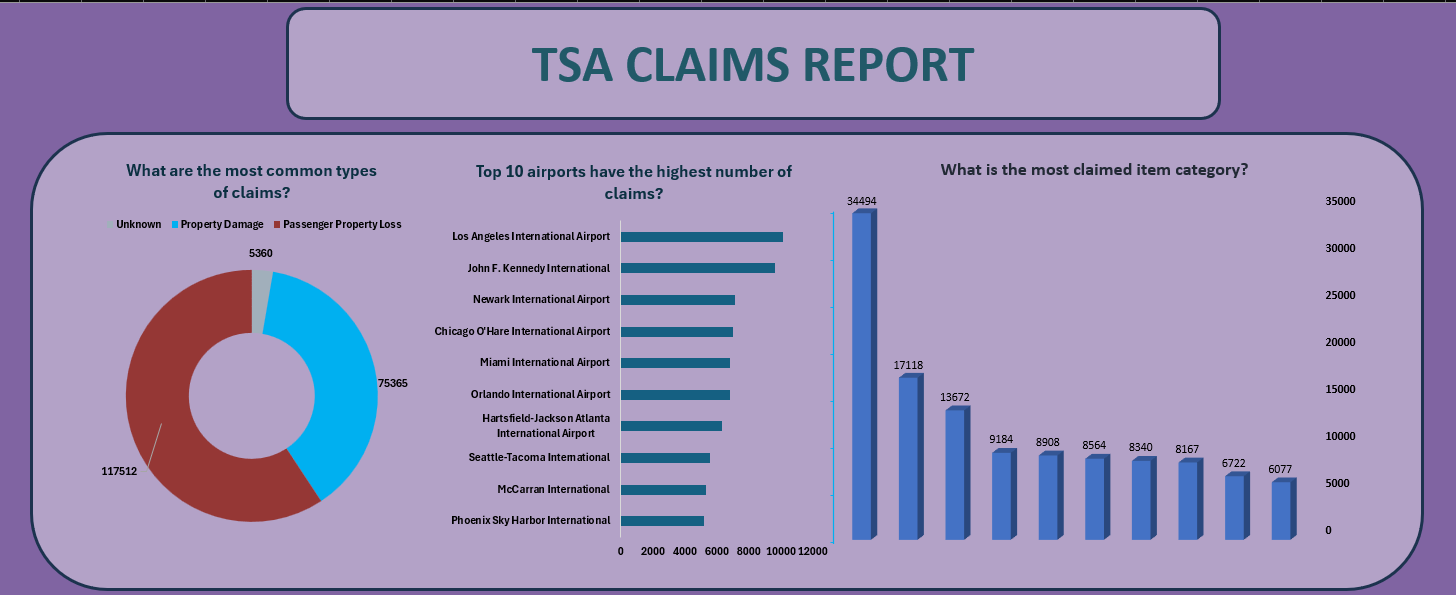 TSA CLAIMS REPORT
What are the most common types
of claims?
Unknown Property Damage Passenger Property Loss
5360
75365
117512
Top 10 airports have the highest number of
claims?
Los Angeles International Airport
John F. Kennedy International
Newark International Airport
Chicago O'Hare International Airport
Miami International Airport
Orlando International Airport
Hartsfield-Jackson Atlanta
International Airport
Seattle-Tacoma International
McCarran International
Phoenix Sky Harbor International
0 2000 4000 6000 8000 10000 12000
What is the most claimed item category?
34494
17118
13672
9184
8908
8564
8340
8167
6722
6077
35000
30000
25000
20000
15000
10000
5000
0